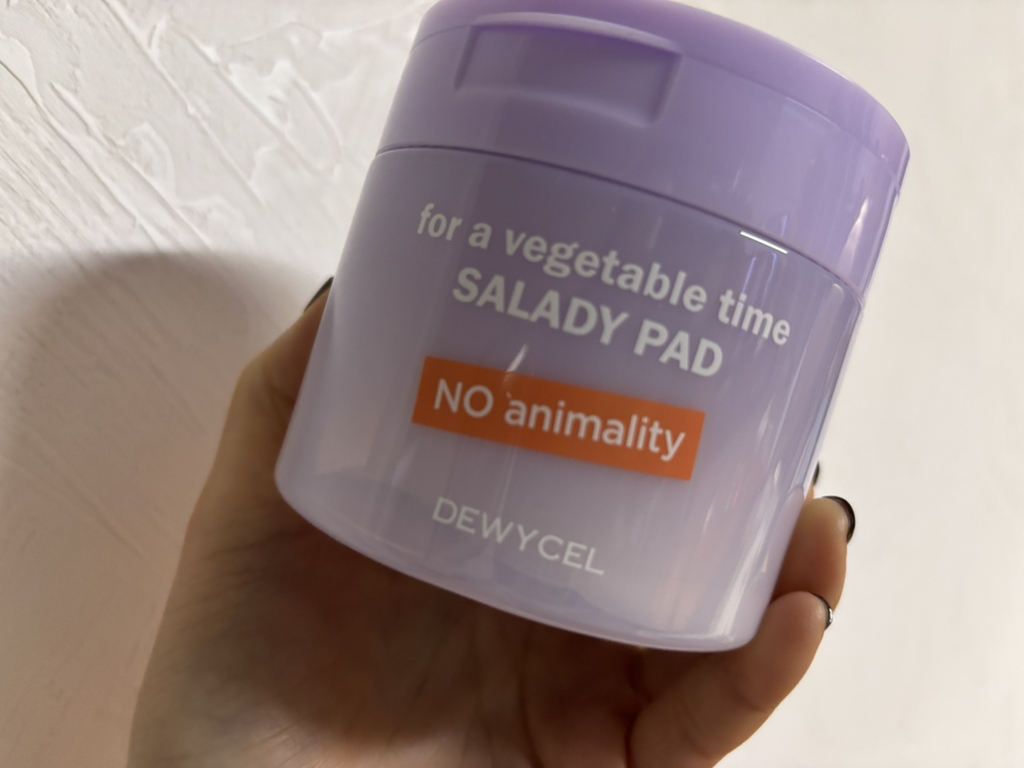 for a vegetable time
SALADY PAD
NO animality
DEWYCEL